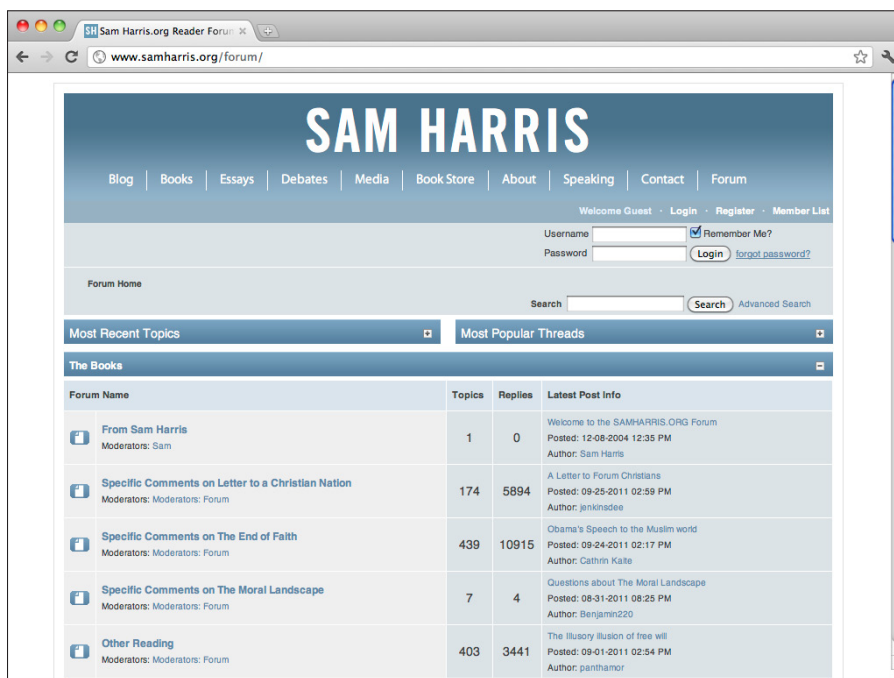 Sam Harris.org Reader Forum
www.samharris.org/forum/
SAM HARRIS
Blog Books Essays Debates Media Book Store About Speaking Contact Forum
Welcome Guest · Login · Register · Member List
Username Remember Me?
Password Login forgot password?
Forum Home
Search Search Advanced Search
Most Recent Topics Most Popular Threads
The Books
Forum Name Topics Replies Latest Post Info
From Sam Harris
Moderators: Sam
1 0
Welcome to the SAMHARRIS.ORG Forum
Posted: 12-08-2004 12:35 PM
Author: Sam Harris
Specific Comments on Letter to a Christian Nation
Moderators: Moderators: Forum
174 5894
A Letter to Forum Christians
Posted: 09-25-2011 02:59 PM
Author: jenkinsdee
Specific Comments on The End of Faith
Moderators: Moderators: Forum
439 10915
Obama's Speech to the Muslim world
Posted: 09-24-2011 02:17 PM
Author: Cathrin Kaite
Specific Comments on The Moral Landscape
Moderators: Moderators: Forum
7 4
Questions about The Moral Landscape
Posted: 08-31-2011 08:25 PM
Author: Benjamin220
Other Reading
Moderators: Moderators: Forum
403 3441
The Illusory illusion of free will
Posted: 09-01-2011 02:54 PM
Author: panthamor